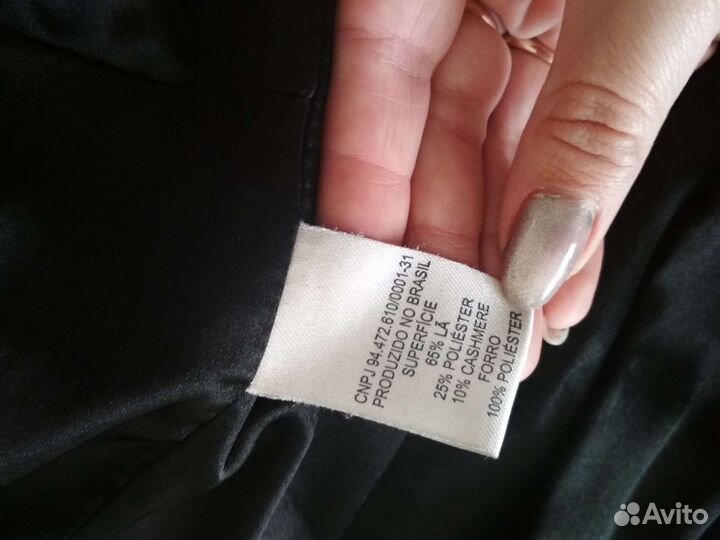 CNPJ 94.472.610/0001-31
PRODUZIDO NO BRASIL
SUPERFÍCIE
65% LÃ
25% POLIÉSTER
10% CASHMERE
FORRO
100% POLIÉSTER
Avito